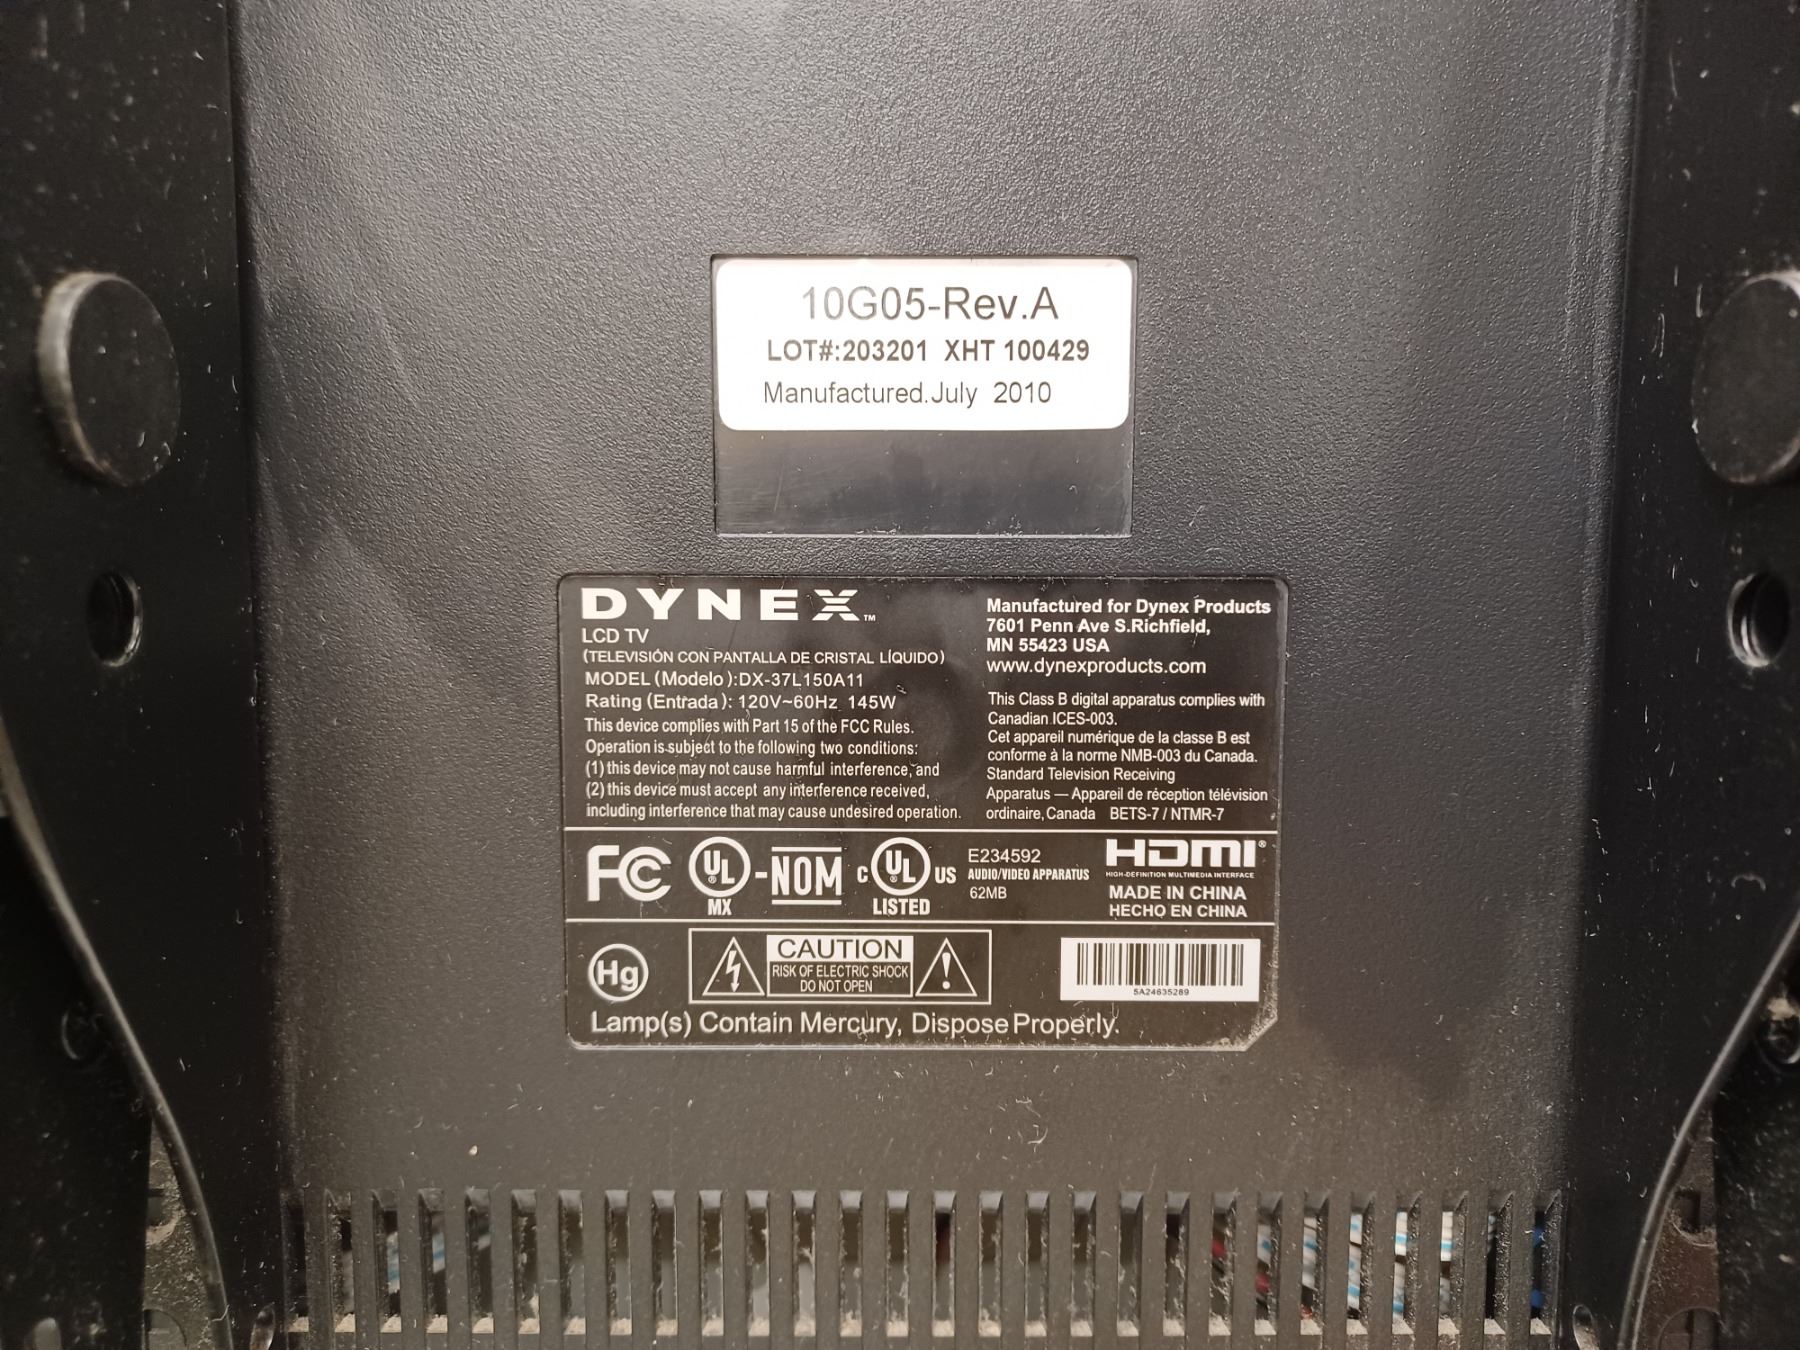 10G05-Rev.A
LOT#:203201 XHT 100429
Manufactured.July 2010
DYNEX™
LCD TV
(TELEVISIÓN CON PANTALLA DE CRISTAL LÍQUIDO)
MODEL (Modelo):DX-37L150A11
Rating (Entrada): 120V~60Hz 145W
This device complies with Part 15 of the FCC Rules.
Operation is subject to the following two conditions:
(1) this device may not cause harmful interference, and
(2) this device must accept any interference received,
including interference that may cause undesired operation.
Manufactured for Dynex Products
7601 Penn Ave S.Richfield,
MN 55423 USA
www.dynexproducts.com
This Class B digital apparatus complies with
Canadian ICES-003.
Cet appareil numérique de la classe B est
conforme à la norme NMB-003 du Canada.
Standard Television Receiving
Apparatus — Appareil de réception télévision
ordinaire, Canada BETS-7 / NTMR-7
FC
UL® MX -NOM
c UL® US LISTED
E234592
AUDIO/VIDEO APPARATUS
62MB
HDMI®
HIGH-DEFINITION MULTIMEDIA INTERFACE
MADE IN CHINA
HECHO EN CHINA
Hg
CAUTION
RISK OF ELECTRIC SHOCK
DO NOT OPEN
5A24635289
Lamp(s) Contain Mercury, Dispose Properly.